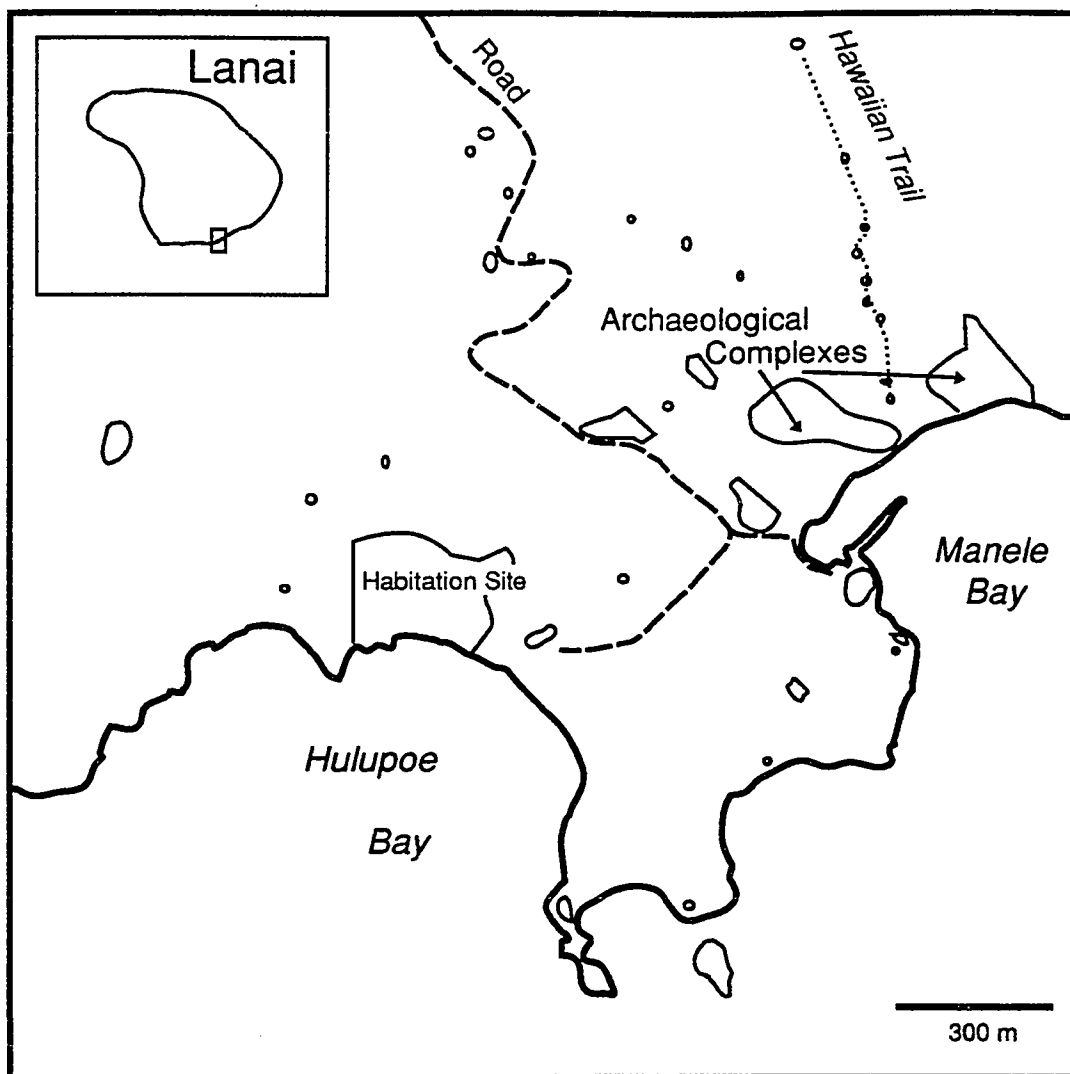 Lanai
Road
Hawaiian Trail
Archaeological
Complexes
Habitation Site
Manele
Bay
Hulupoe
Bay
300 m